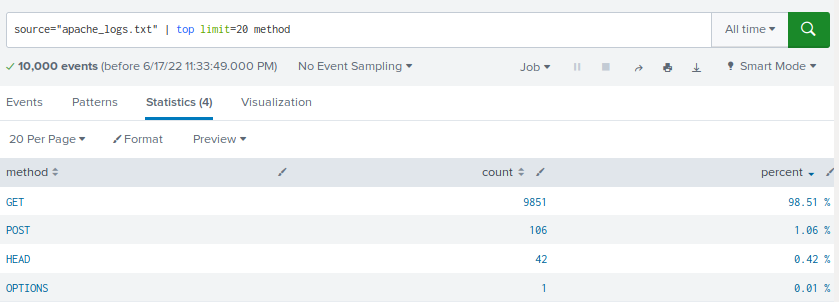 source="apache_logs.txt" | top limit=20 method
All time
10,000 events (before 6/17/22 11:33:49.000 PM)
No Event Sampling
Job
Smart Mode
Events
Patterns
Statistics (4)
Visualization
20 Per Page
Format
Preview
method
count
percent
GET
9851
98.51 %
POST
106
1.06 %
HEAD
42
0.42 %
OPTIONS
1
0.01 %